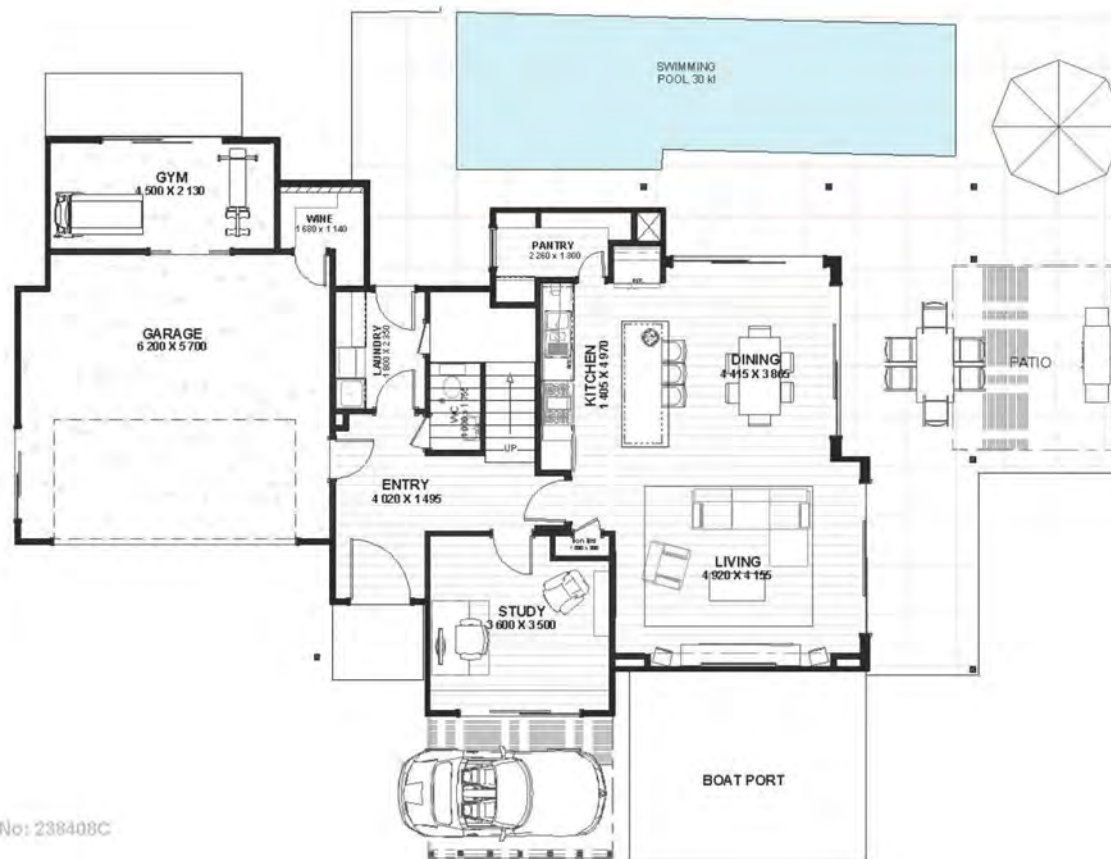 SWIMMING
POOL 30 kl
GYM
4 500 X 2 130
WINE
1 680 x 1 140
PANTRY
2 260 x 1 800
GARAGE
6 200 X 5 700
LAUNDRY
1 800 X 2 350
KITCHEN
1 405 X 4 970
DINING
4 415 X 3 865
PATIO
UP
ENTRY
4 020 X 1 495
LIVING
4 920 X 4 155
STUDY
3 600 X 3 500
BOAT PORT
No: 238408C